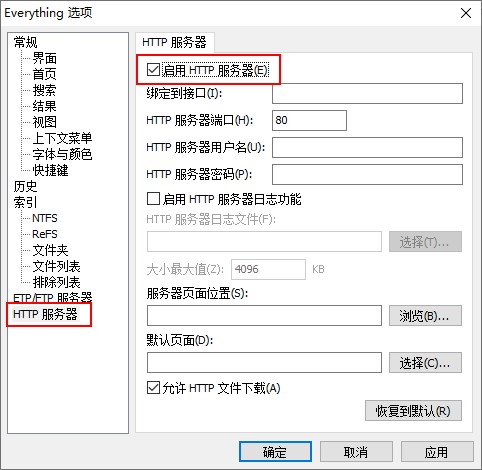 Everything 选项
常规
界面
首页
搜索
结果
视图
上下文菜单
字体与颜色
快捷键
历史
索引
NTFS
ReFS
文件夹
文件列表
排除列表
ETP/FTP 服务器
HTTP 服务器
HTTP 服务器
启用 HTTP 服务器(E)
绑定到接口(I):
HTTP 服务器端口(H): 80
HTTP 服务器用户名(U):
HTTP 服务器密码(P):
启用 HTTP 服务器日志功能
HTTP 服务器日志文件(F):
选择(T)...
大小最大值(Z): 4096 KB
服务器页面位置(S):
浏览(B)...
默认页面(D):
选择(C)...
允许 HTTP 文件下载(A)
恢复到默认(R)
确定 取消 应用